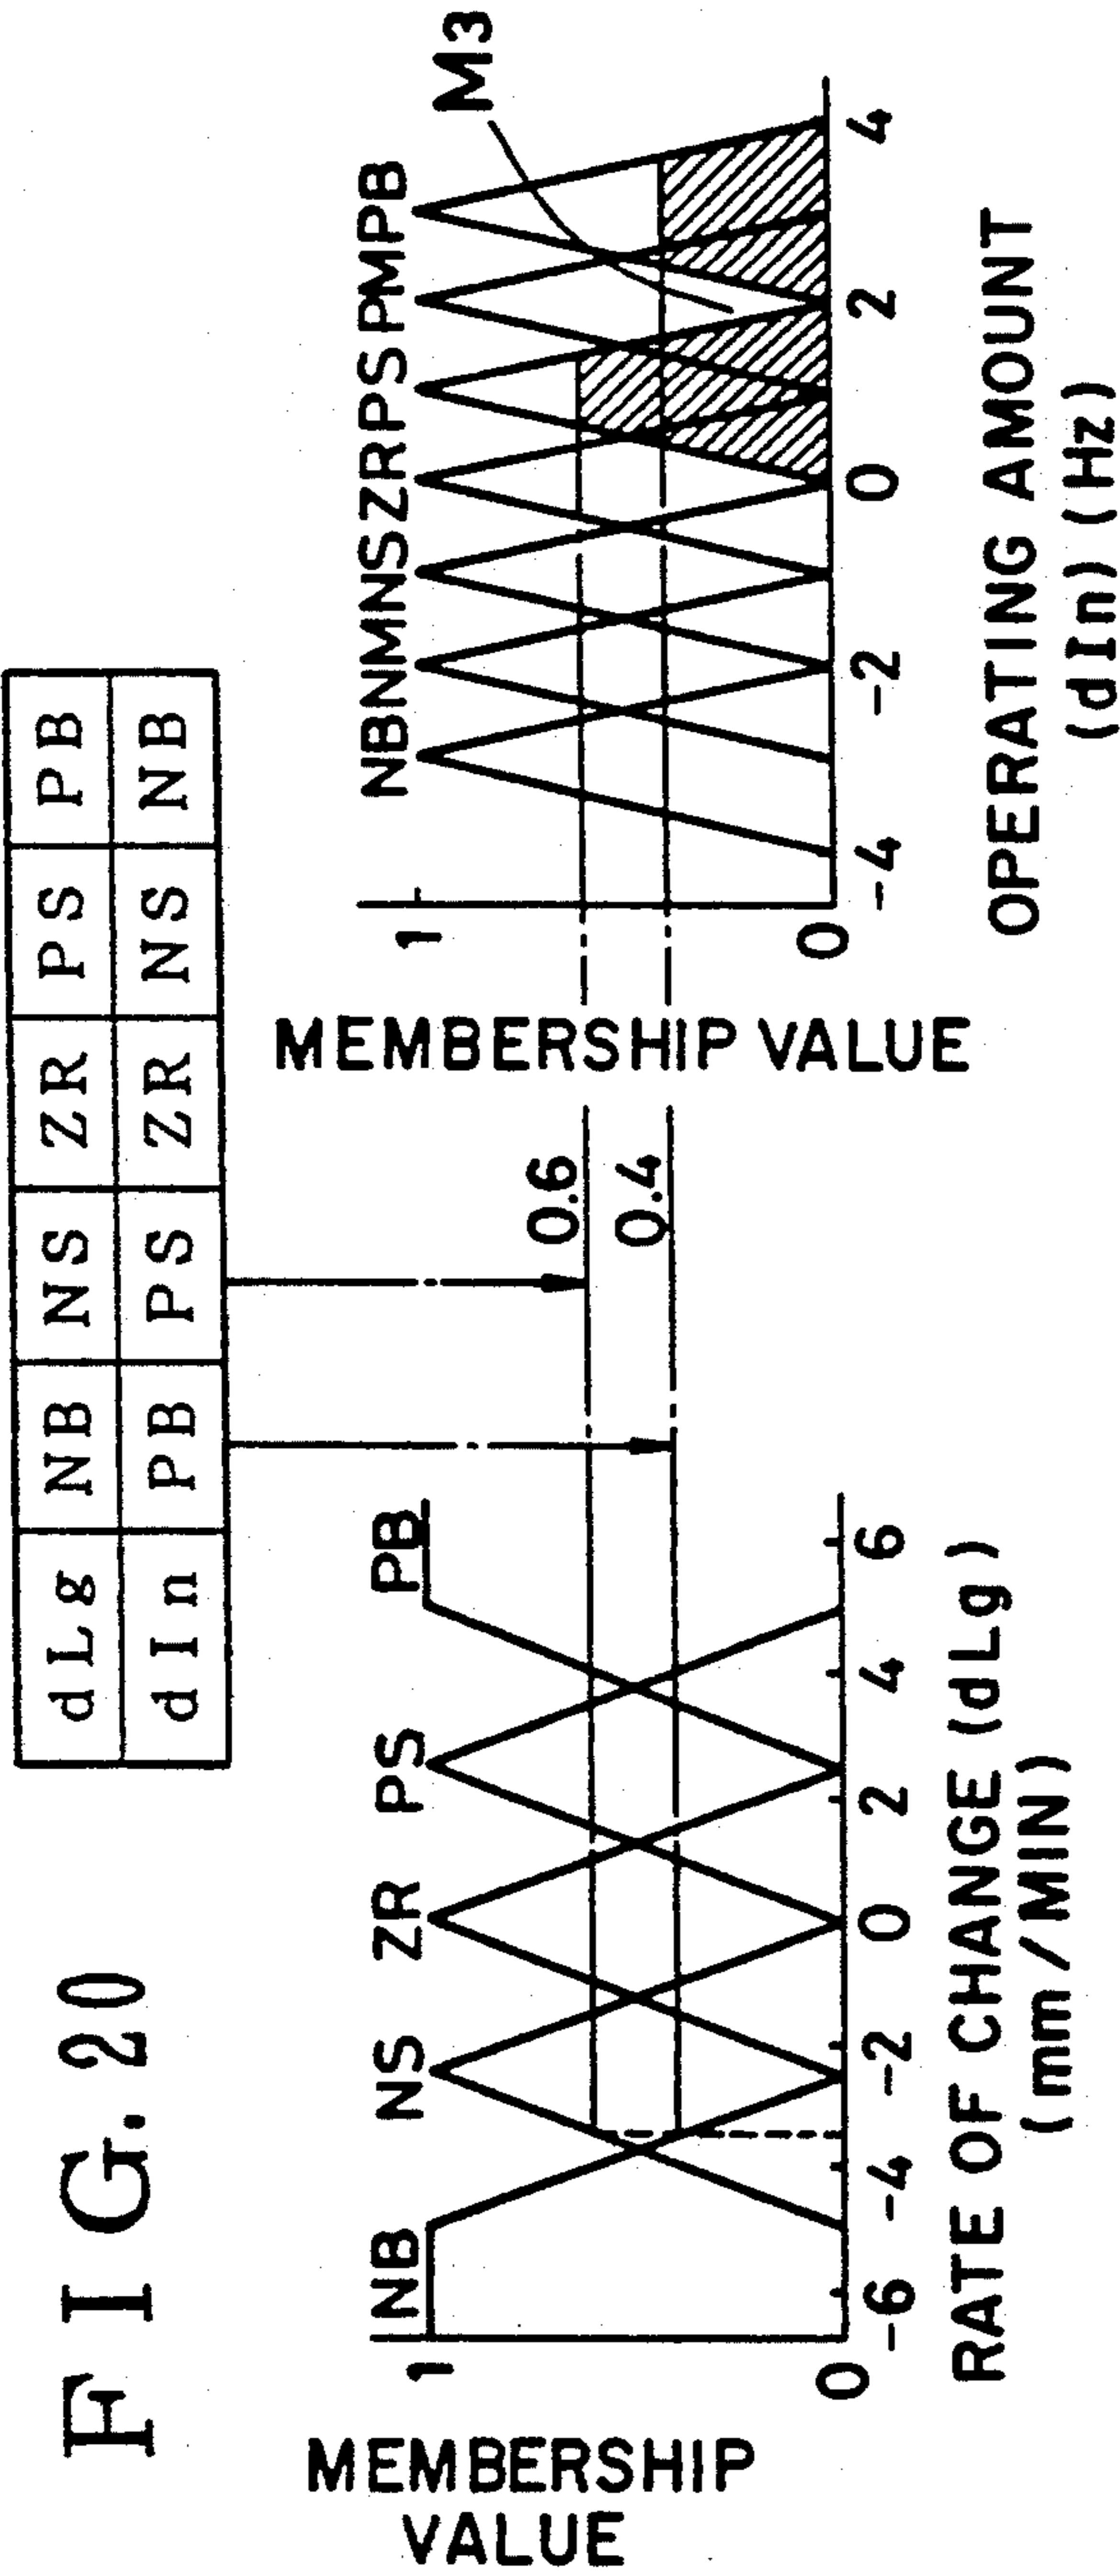 FIG. 20
dLg NB NS ZR PS PB
dIn PB PS ZR NS NB
MEMBERSHIP
VALUE
1
0
NB NS ZR PS PB
-6 -4 -2 0 2 4 6
RATE OF CHANGE (dLg)
(mm/MIN)
0.6
0.4
MEMBERSHIP VALUE
1
0
NB NM NS ZR PS PM PB
M3
-4 -2 0 2 4
OPERATING AMOUNT
(dIn) (Hz)